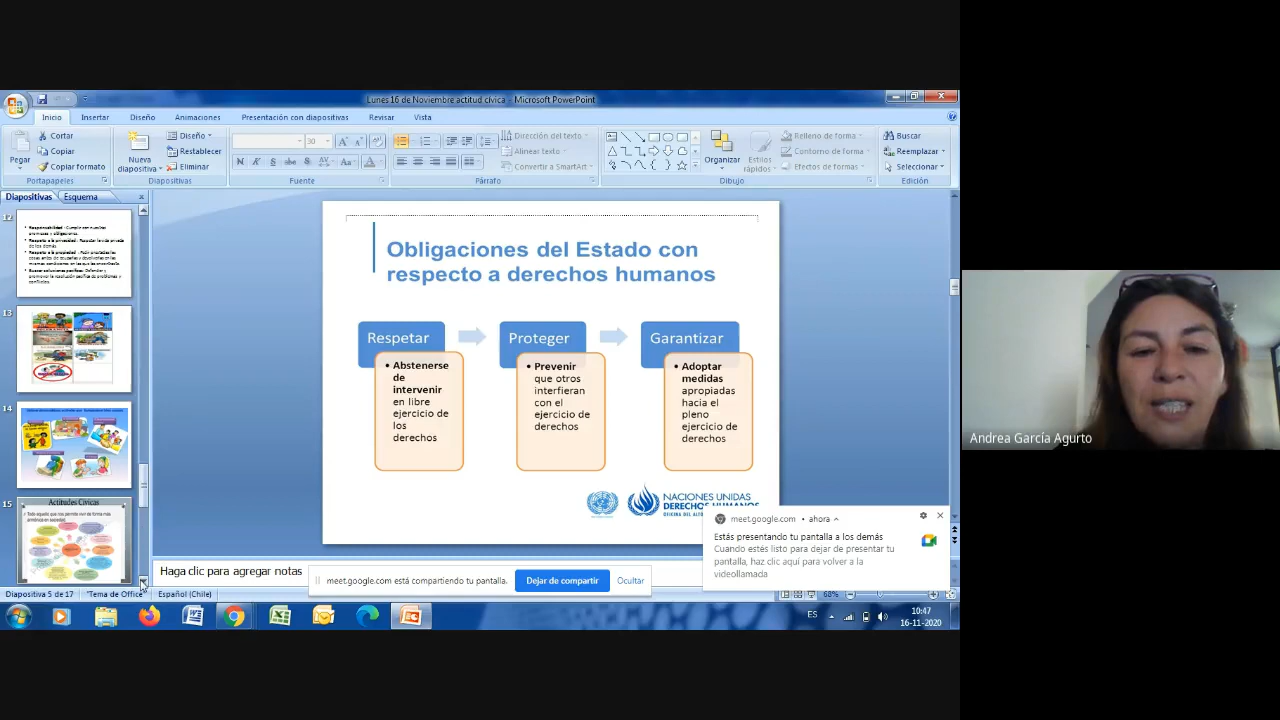 Lunes 16 de Noviembre actitud cívica - Microsoft PowerPoint
Inicio Insertar Diseño Animaciones Presentación con diapositivas Revisar Vista
Pegar
Cortar
Copiar
Copiar formato
Portapapeles
Nueva
diapositiva
Diseño
Restablecer
Eliminar
Diapositivas
30
Fuente
Dirección del texto
Alinear texto
Convertir a SmartArt
Párrafo
Organizar
Estilos
rápidos
Relleno de forma
Contorno de forma
Efectos de formas
Dibujo
Buscar
Reemplazar
Seleccionar
Edición
Diapositivas Esquema
12
13
14
15
Actitudes Cívicas
Obligaciones del Estado con
respecto a derechos humanos
Respetar
• Abstenerse
de
intervenir
en libre
ejercicio de
los
derechos
Proteger
• Prevenir
que otros
interfieran
con el
ejercicio de
derechos
Garantizar
• Adoptar
medidas
apropiadas
hacia el
pleno
ejercicio de
derechos
NACIONES UNIDAS
DERECHOS HUMANOS
meet.google.com • ahora
Estás presentando tu pantalla a los demás
Cuando estés listo para dejar de presentar tu
pantalla, haz clic aquí para volver a la
videollamada
Haga clic para agregar notas
meet.google.com está compartiendo tu pantalla.
Dejar de compartir
Ocultar
Diapositiva 5 de 17 "Tema de Office" Español (Chile)
68%
ES
10:47
16-11-2020
Andrea García Agurto